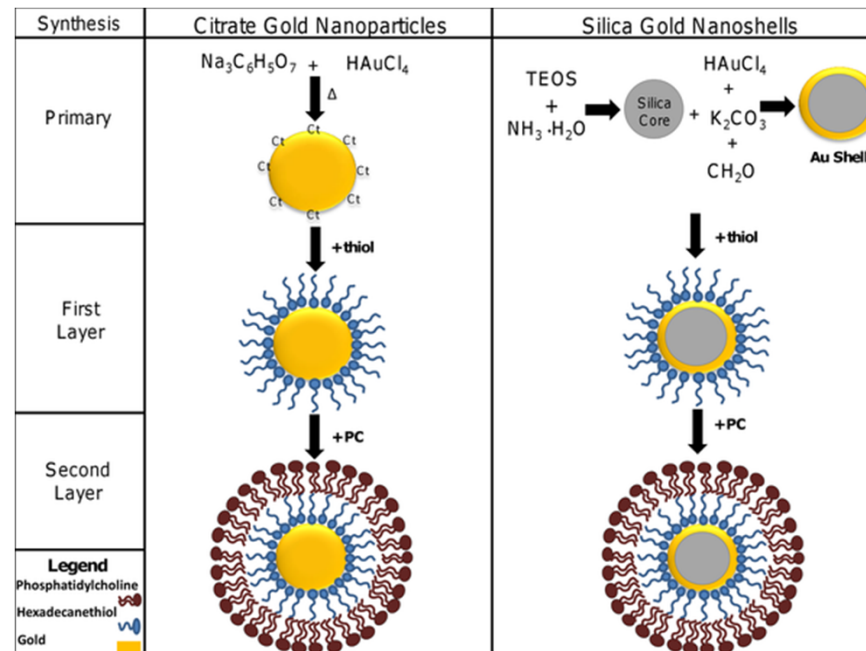 Synthesis
Citrate Gold Nanoparticles
Silica Gold Nanoshells
Primary
Na₃C₆H₅O₇ + HAuCl₄
Δ
Ct
Ct Ct
Ct Ct
Ct Ct
Ct
TEOS
+
NH₃·H₂O
Silica
Core
+
HAuCl₄
+
K₂CO₃
+
CH₂O
Au Shell
+thiol
+thiol
First
Layer
+PC
+PC
Second
Layer
Legend
Phosphatidylcholine
Hexadecanethiol
Gold